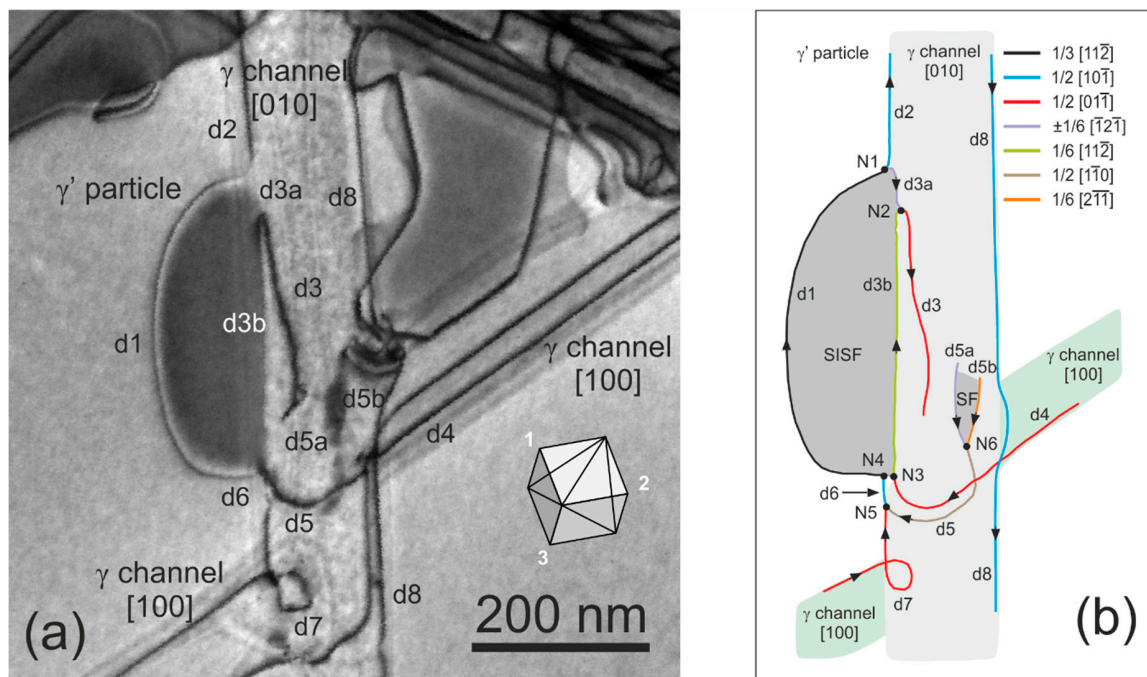 γ channel
[010]
d2
γ' particle
d3a
d8
d3
d3b
d1
γ channel
[100]
d5b
d5a
d4
d6
1
2
3
d5
γ channel
[100]
d7
d8
200 nm
(a)
γ' particle
γ channel
[010]
1/3 [112̅]
1/2 [101̅]
1/2 [011̅]
±1/6 [1̅21̅]
1/6 [112̅]
1/2 [11̅0]
1/6 [21̅1̅]
d2
d8
N1
d3a
N2
d1
d3b
d3
SISF
d5a
d5b
SF
γ channel
[100]
d4
N6
N4
N3
d6
N5
d5
d7
d8
γ channel
[100]
(b)